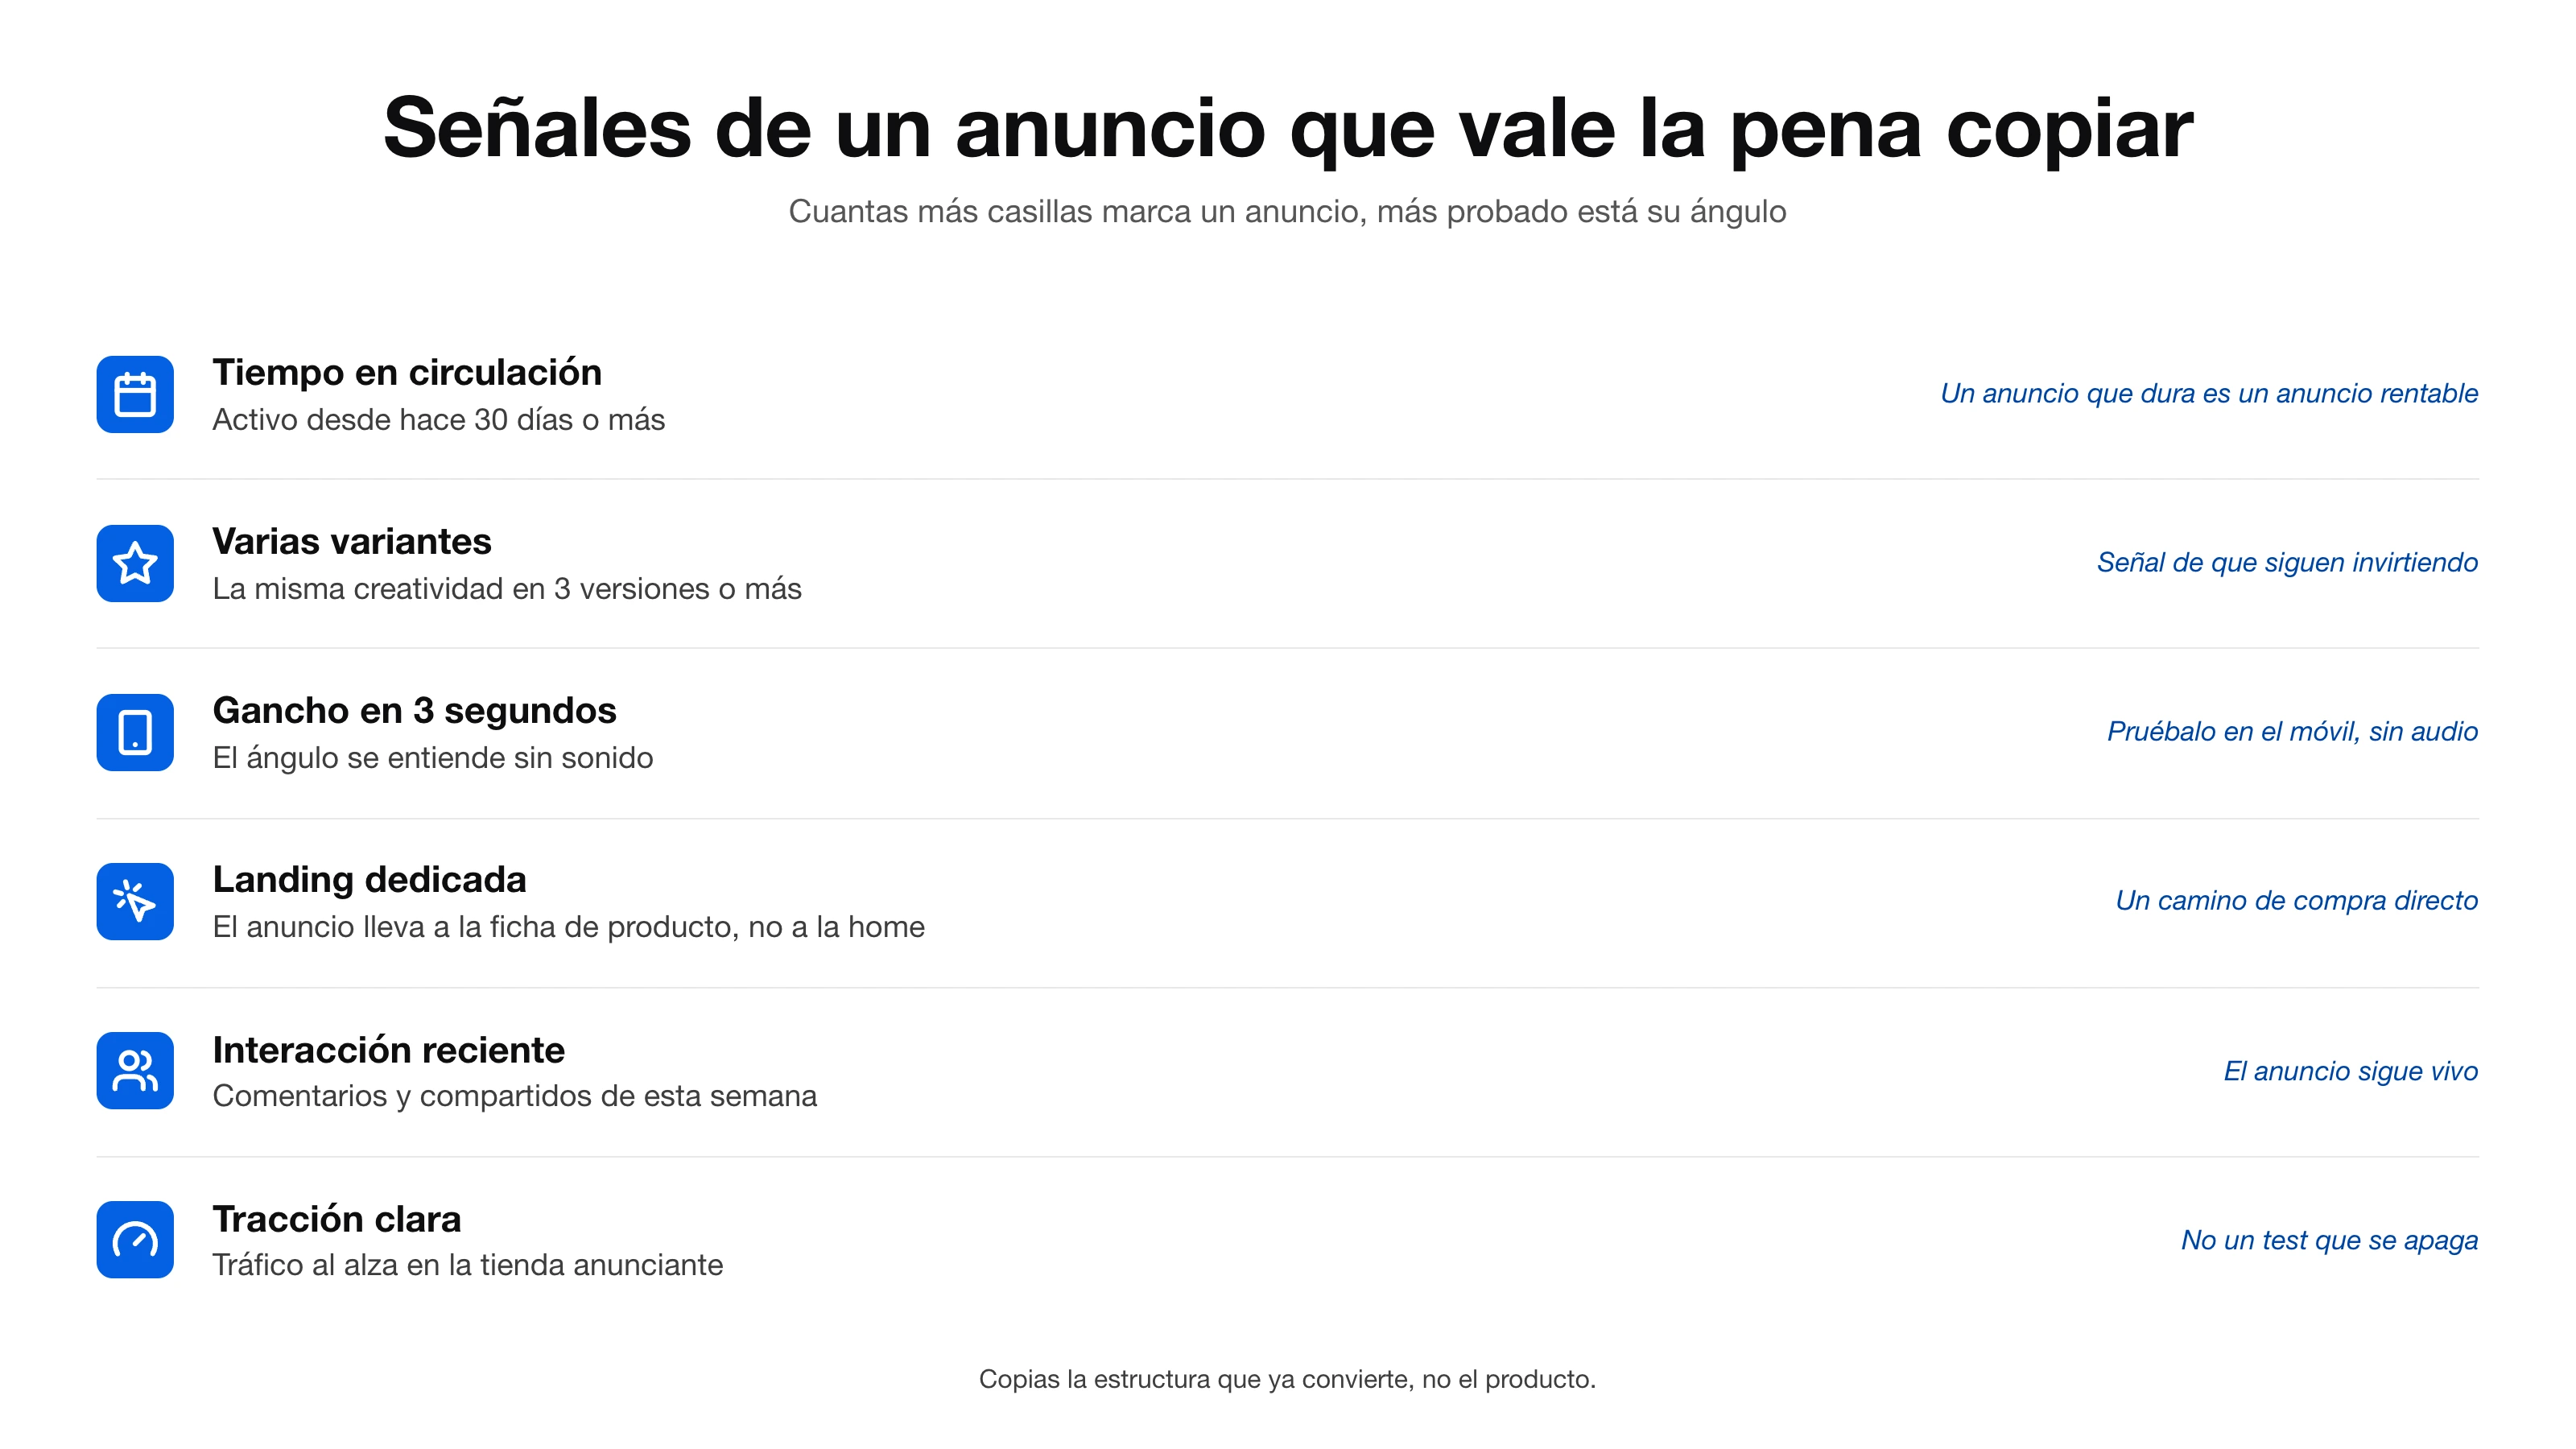 Señales de un anuncio que vale la pena copiar
Cuantas más casillas marca un anuncio, más probado está su ángulo
Tiempo en circulación
Activo desde hace 30 días o más
Un anuncio que dura es un anuncio rentable
Varias variantes
La misma creatividad en 3 versiones o más
Señal de que siguen invirtiendo
Gancho en 3 segundos
El ángulo se entiende sin sonido
Pruébalo en el móvil, sin audio
Landing dedicada
El anuncio lleva a la ficha de producto, no a la home
Un camino de compra directo
Interacción reciente
Comentarios y compartidos de esta semana
El anuncio sigue vivo
Tracción clara
Tráfico al alza en la tienda anunciante
No un test que se apaga
Copias la estructura que ya convierte, no el producto.